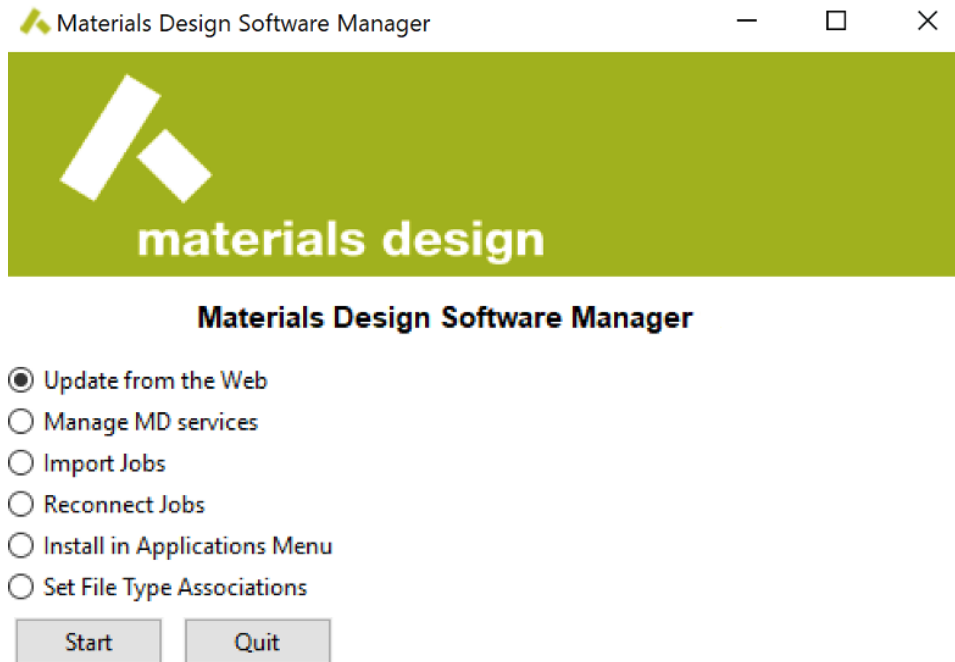 Materials Design Software Manager
materials design
Materials Design Software Manager
Update from the Web
Manage MD services
Import Jobs
Reconnect Jobs
Install in Applications Menu
Set File Type Associations
Start Quit